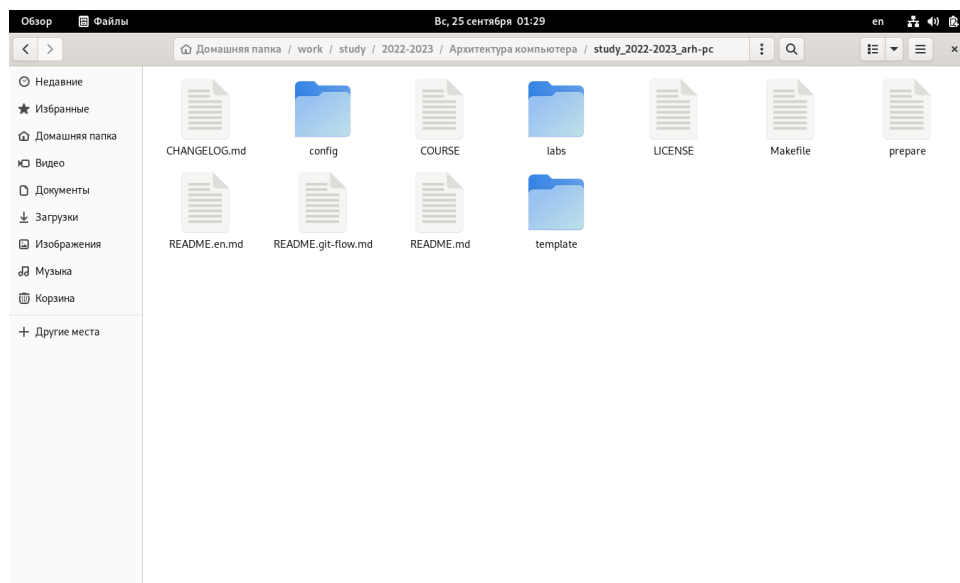 Обзор Файлы Вс, 25 сентября 01:29 en
Домашняя папка / work / study / 2022-2023 / Архитектура компьютера / study_2022-2023_arh-pc
Недавние
Избранные
Домашняя папка
Видео
Документы
Загрузки
Изображения
Музыка
Корзина
Другие места
CHANGELOG.md config COURSE labs LICENSE Makefile prepare
README.en.md README.git-flow.md README.md template